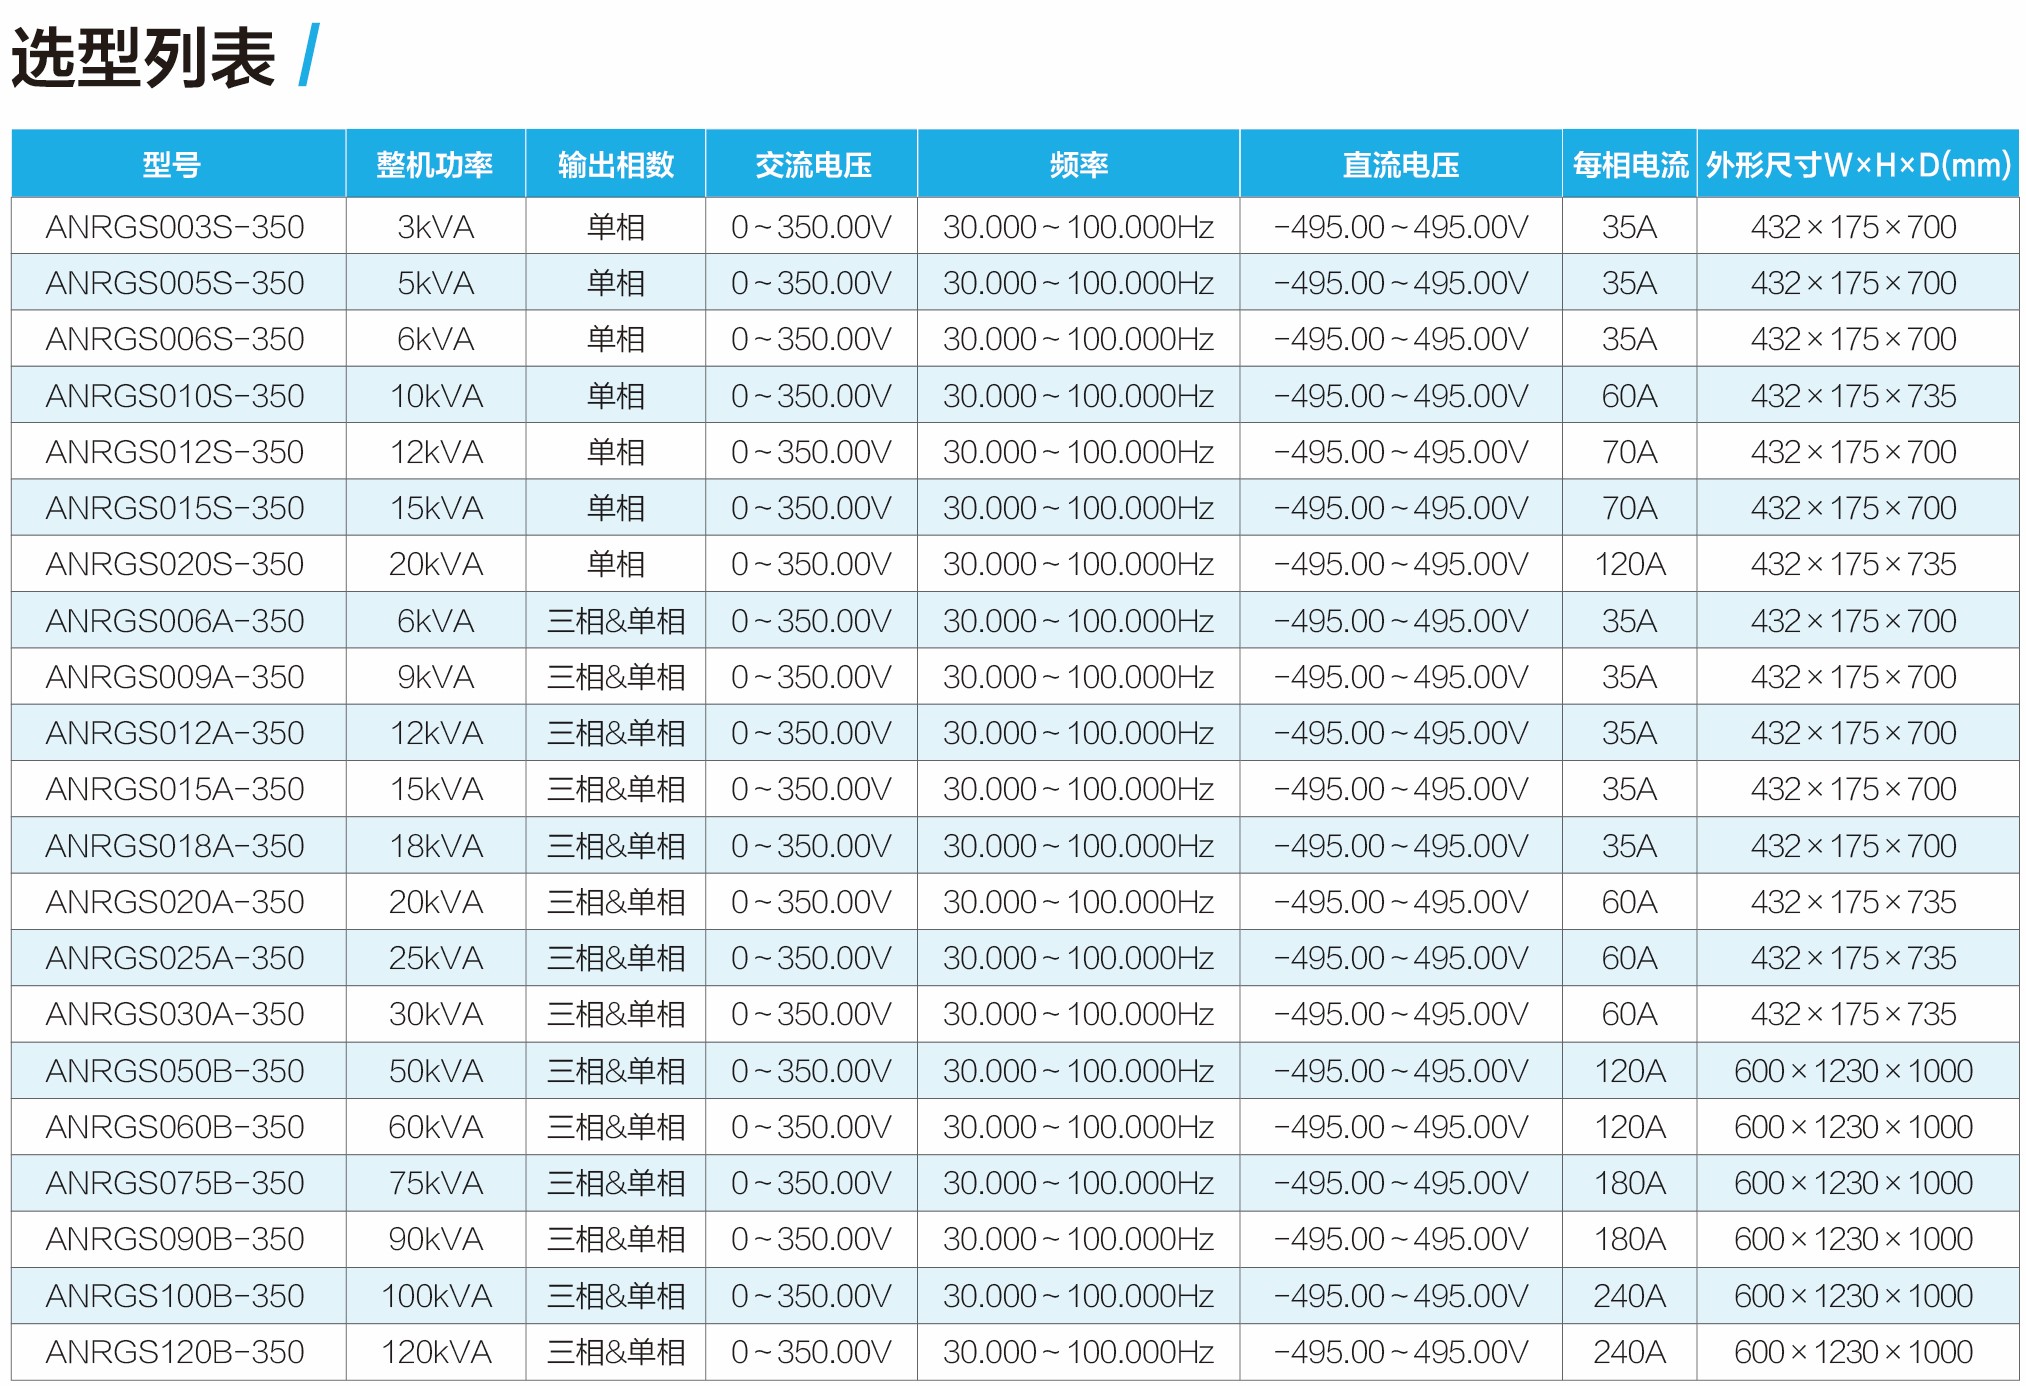 选型列表 /
型号 整机功率 输出相数 交流电压 频率 直流电压 每相电流 外形尺寸W×H×D(mm)
ANRGS003S-350 3kVA 单相 0~350.00V 30.000~100.000Hz -495.00~495.00V 35A 432×175×700
ANRGS005S-350 5kVA 单相 0~350.00V 30.000~100.000Hz -495.00~495.00V 35A 432×175×700
ANRGS006S-350 6kVA 单相 0~350.00V 30.000~100.000Hz -495.00~495.00V 35A 432×175×700
ANRGS010S-350 10kVA 单相 0~350.00V 30.000~100.000Hz -495.00~495.00V 60A 432×175×735
ANRGS012S-350 12kVA 单相 0~350.00V 30.000~100.000Hz -495.00~495.00V 70A 432×175×700
ANRGS015S-350 15kVA 单相 0~350.00V 30.000~100.000Hz -495.00~495.00V 70A 432×175×700
ANRGS020S-350 20kVA 单相 0~350.00V 30.000~100.000Hz -495.00~495.00V 120A 432×175×735
ANRGS006A-350 6kVA 三相&单相 0~350.00V 30.000~100.000Hz -495.00~495.00V 35A 432×175×700
ANRGS009A-350 9kVA 三相&单相 0~350.00V 30.000~100.000Hz -495.00~495.00V 35A 432×175×700
ANRGS012A-350 12kVA 三相&单相 0~350.00V 30.000~100.000Hz -495.00~495.00V 35A 432×175×700
ANRGS015A-350 15kVA 三相&单相 0~350.00V 30.000~100.000Hz -495.00~495.00V 35A 432×175×700
ANRGS018A-350 18kVA 三相&单相 0~350.00V 30.000~100.000Hz -495.00~495.00V 35A 432×175×700
ANRGS020A-350 20kVA 三相&单相 0~350.00V 30.000~100.000Hz -495.00~495.00V 60A 432×175×735
ANRGS025A-350 25kVA 三相&单相 0~350.00V 30.000~100.000Hz -495.00~495.00V 60A 432×175×735
ANRGS030A-350 30kVA 三相&单相 0~350.00V 30.000~100.000Hz -495.00~495.00V 60A 432×175×735
ANRGS050B-350 50kVA 三相&单相 0~350.00V 30.000~100.000Hz -495.00~495.00V 120A 600×1230×1000
ANRGS060B-350 60kVA 三相&单相 0~350.00V 30.000~100.000Hz -495.00~495.00V 120A 600×1230×1000
ANRGS075B-350 75kVA 三相&单相 0~350.00V 30.000~100.000Hz -495.00~495.00V 180A 600×1230×1000
ANRGS090B-350 90kVA 三相&单相 0~350.00V 30.000~100.000Hz -495.00~495.00V 180A 600×1230×1000
ANRGS100B-350 100kVA 三相&单相 0~350.00V 30.000~100.000Hz -495.00~495.00V 240A 600×1230×1000
ANRGS120B-350 120kVA 三相&单相 0~350.00V 30.000~100.000Hz -495.00~495.00V 240A 600×1230×1000